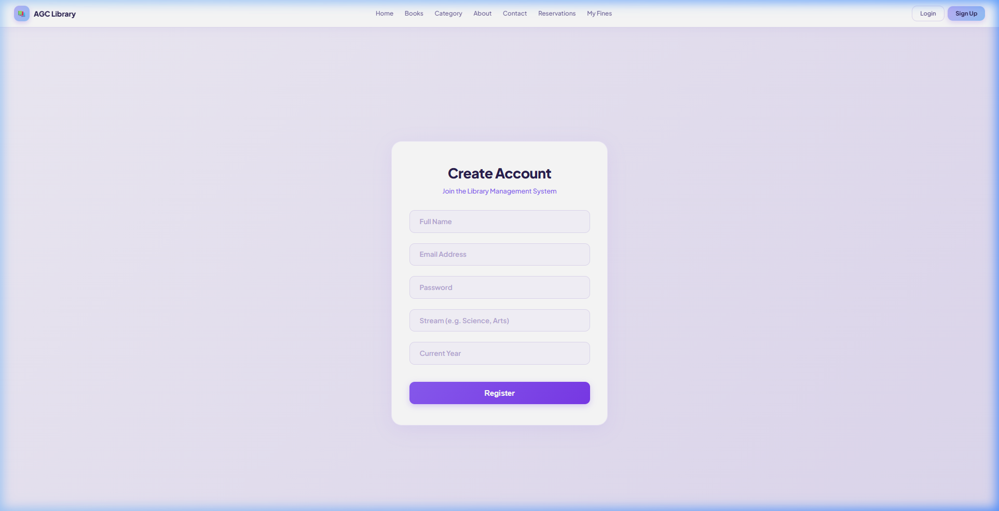 AGC Library
Home Books Category About Contact Reservations My Fines
Login Sign Up
Create Account
Join the Library Management System
Full Name
Email Address
Password
Stream (e.g. Science, Arts)
Current Year
Register